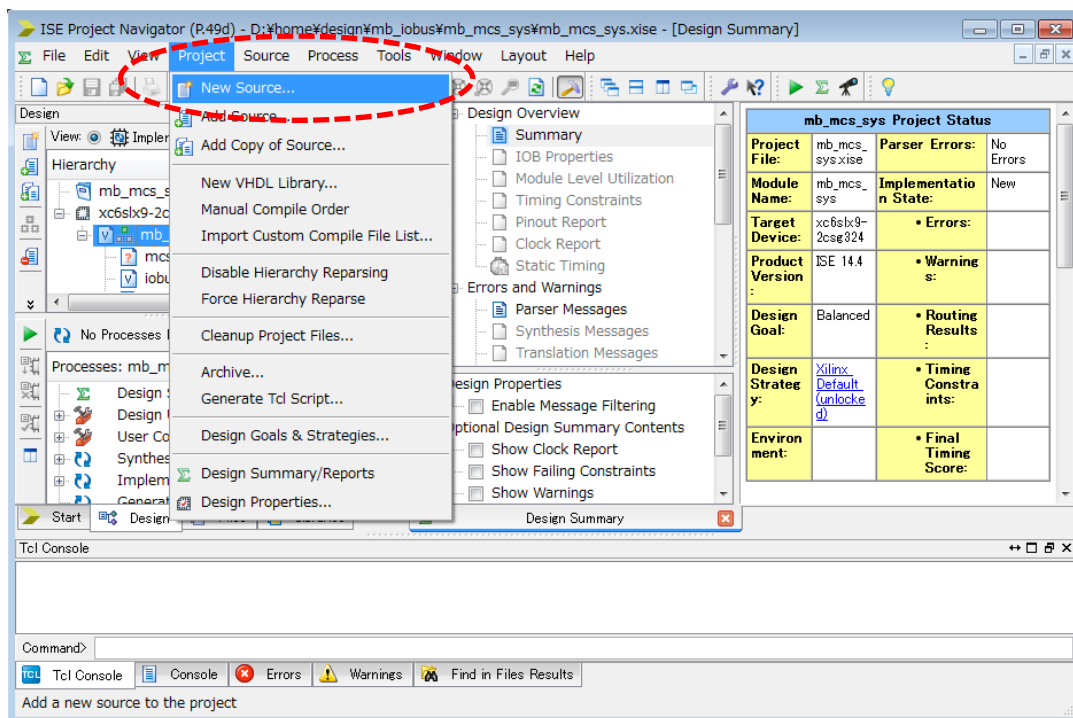 ISE Project Navigator (P.49d) - D:¥home¥design¥mb_iobus¥mb_mcs_sys¥mb_mcs_sys.xise - [Design Summary]
File Edit View Project Source Process Tools Window Layout Help
New Source...
Add Source...
Add Copy of Source...
New VHDL Library...
Manual Compile Order
Import Custom Compile File List...
Disable Hierarchy Reparsing
Force Hierarchy Reparse
Cleanup Project Files...
Archive...
Generate Tcl Script...
Design Goals & Strategies...
Design Summary/Reports
Design Properties...
Design
View: Implem
Hierarchy
mb_mcs_s
xc6slx9-2c
mb_
mcs
iobu
No Processes
Processes: mb_m
Design
Design
User Co
Synthes
Implem
Generat
Start Design
Design Overview
Summary
IOB Properties
Module Level Utilization
Timing Constraints
Pinout Report
Clock Report
Static Timing
Errors and Warnings
Parser Messages
Synthesis Messages
Translation Messages
Design Properties
Enable Message Filtering
Optional Design Summary Contents
Show Clock Report
Show Failing Constraints
Show Warnings
Design Summary
mb_mcs_sys Project Status
Project File: mb_mcs_sys.xise Parser Errors: No Errors
Module Name: mb_mcs_sys Implementation State: New
Target Device: xc6slx9-2csg324 • Errors:
Product Version: ISE 14.4 • Warnings:
Design Goal: Balanced • Routing Results:
Design Strategy: Xilinx Default (unlocked) • Timing Constraints:
Environment: • Final Timing Score:
Tcl Console
Command>
TCL Tcl Console Console Errors Warnings Find in Files Results
Add a new source to the project